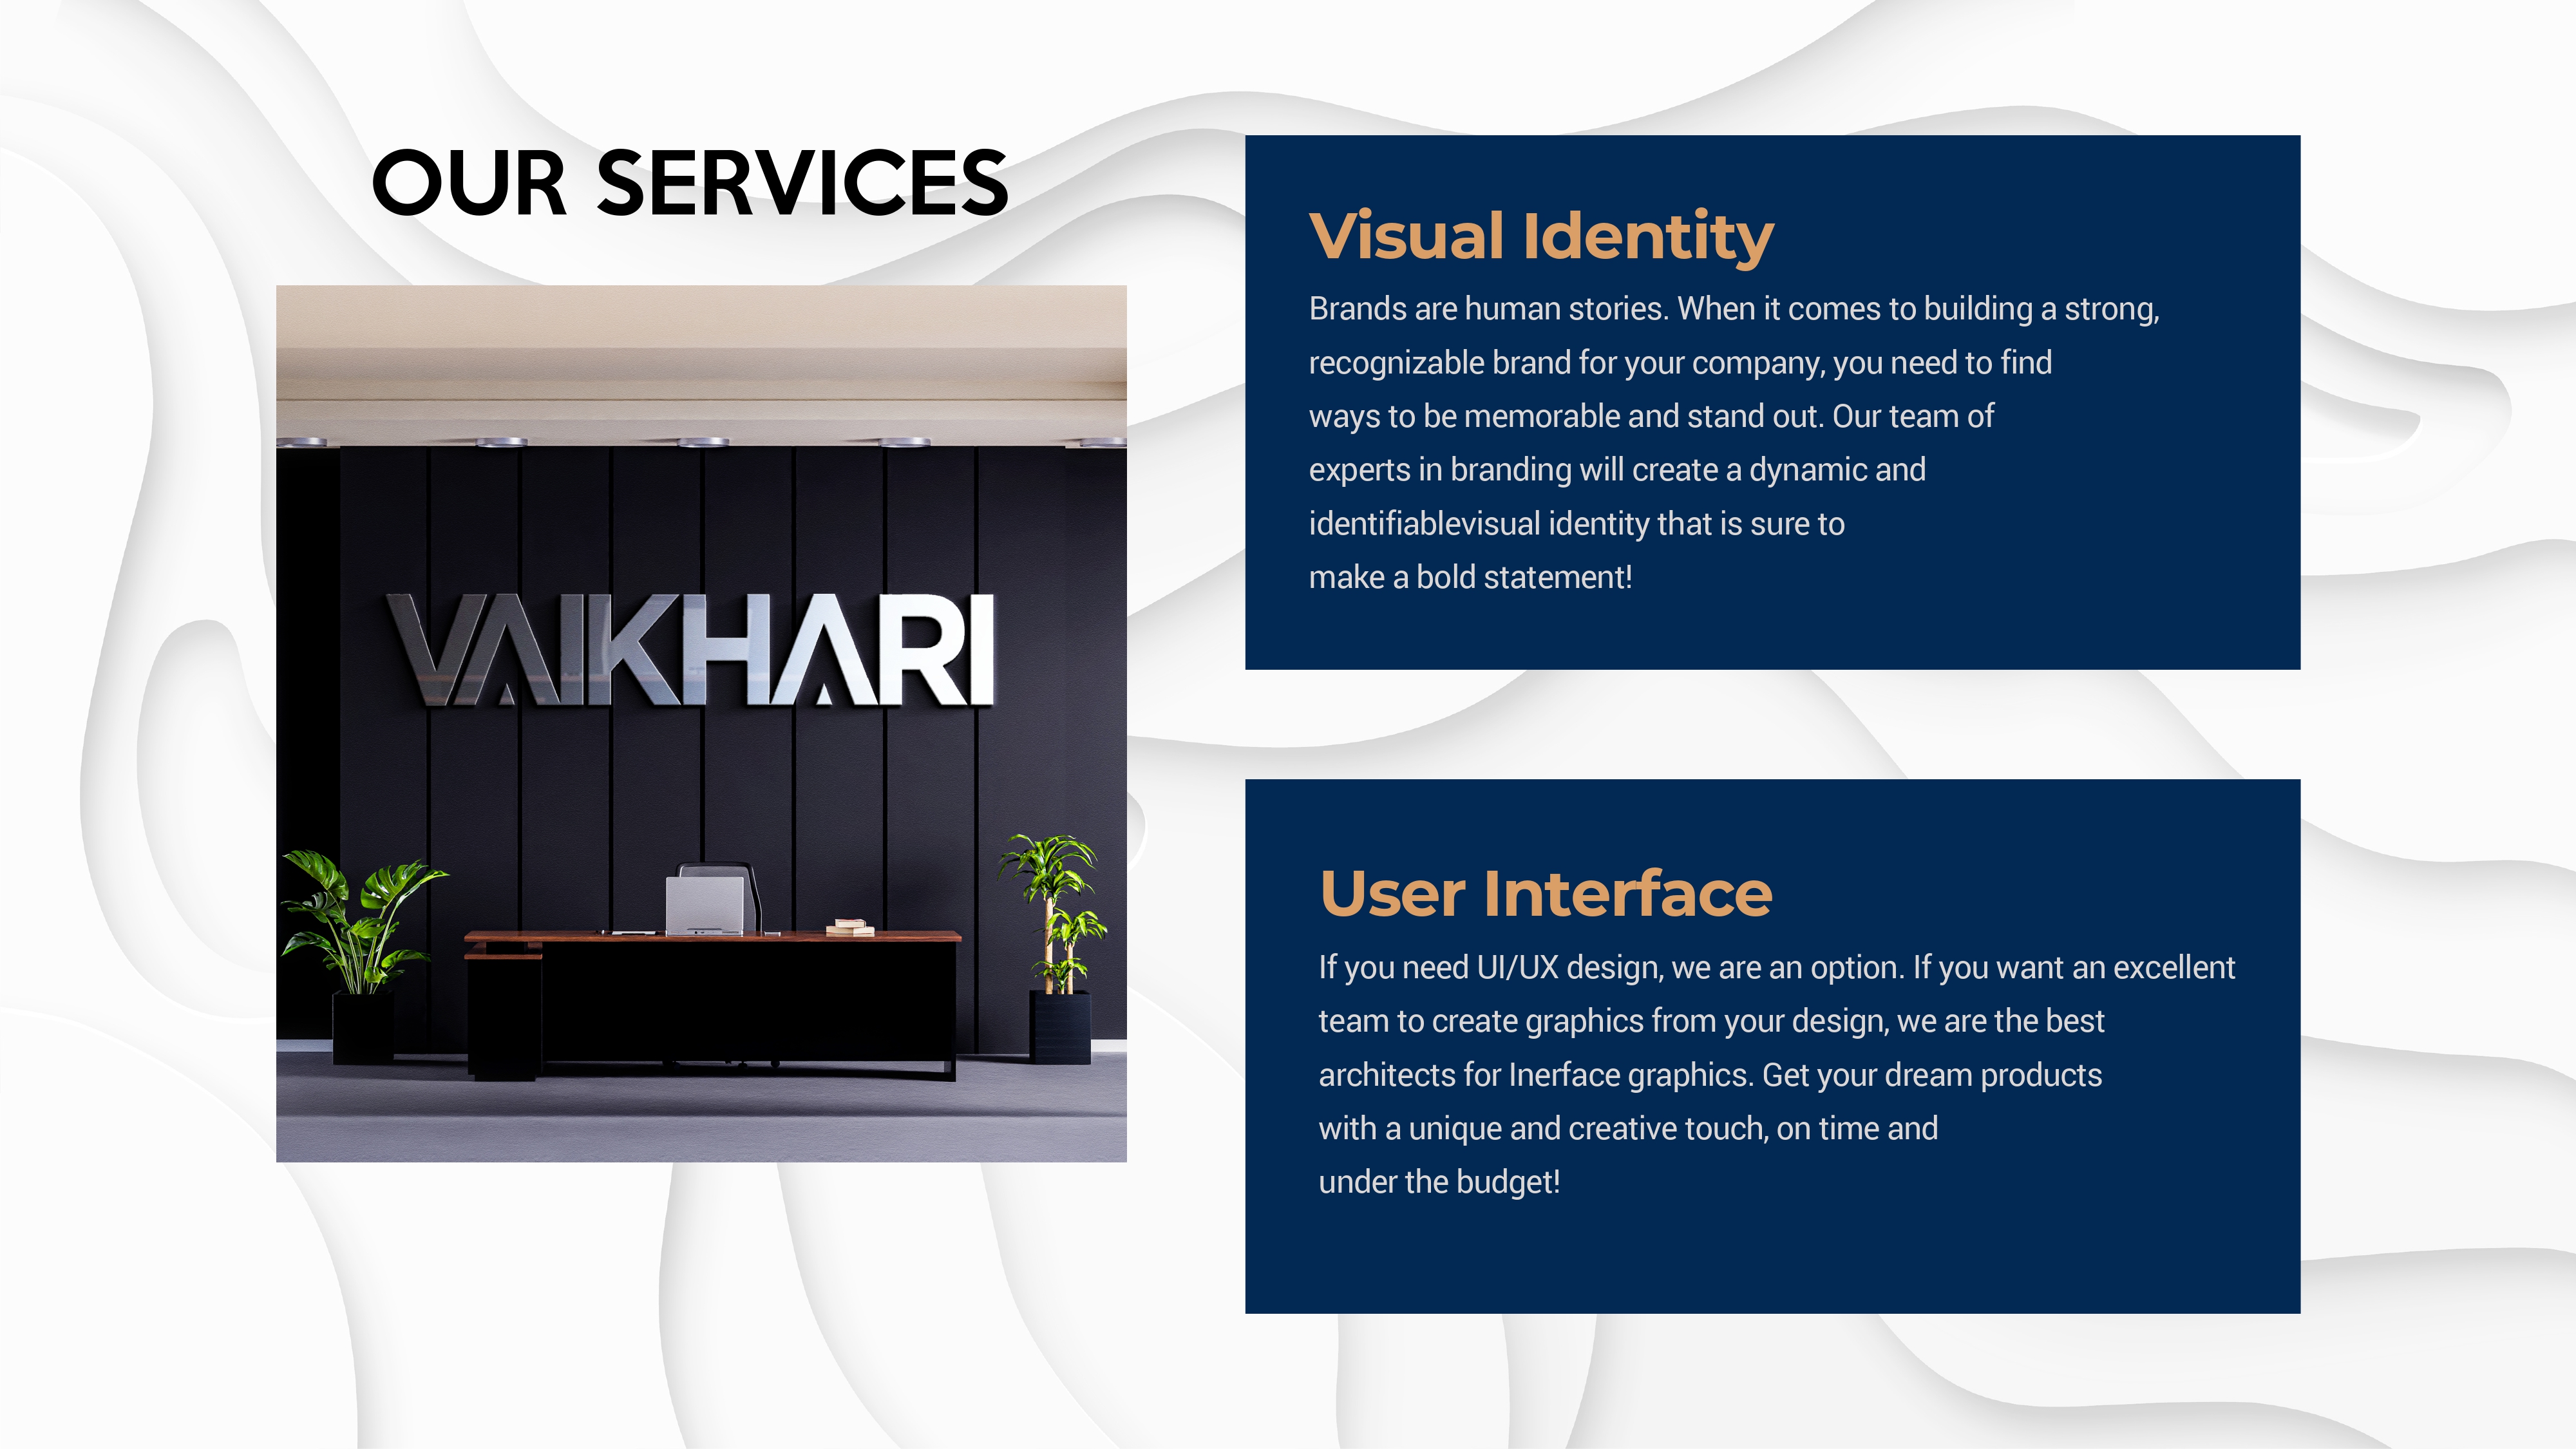 OUR SERVICES
VAIKHARI
Visual Identity
Brands are human stories. When it comes to building a strong,
recognizable brand for your company, you need to find
ways to be memorable and stand out. Our team of
experts in branding will create a dynamic and
identifiablevisual identity that is sure to
make a bold statement!
User Interface
If you need UI/UX design, we are an option. If you want an excellent
team to create graphics from your design, we are the best
architects for Inerface graphics. Get your dream products
with a unique and creative touch, on time and
under the budget!